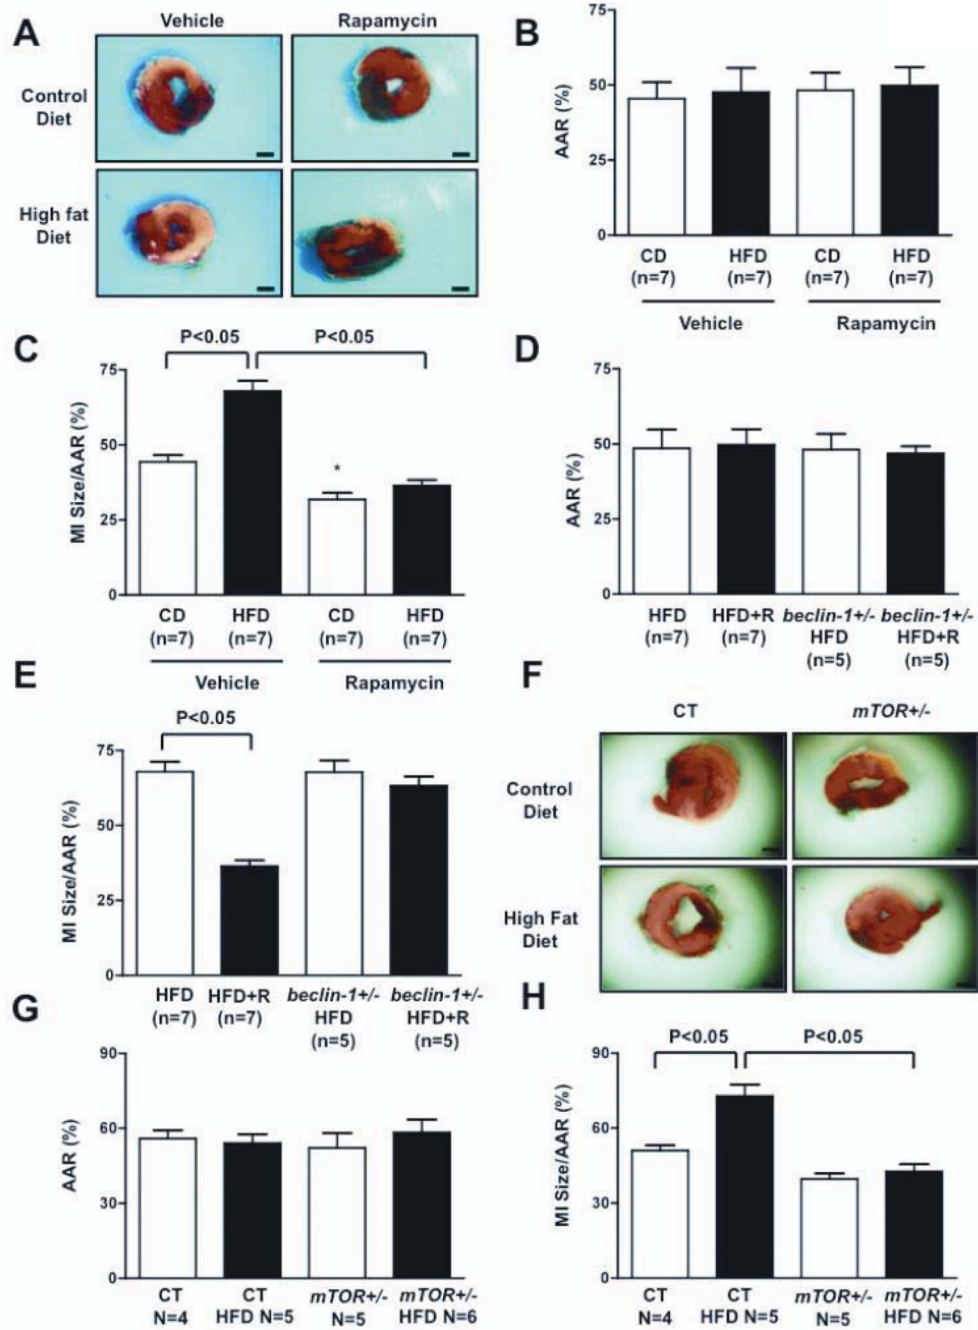 A
Vehicle
Rapamycin
Control
Diet
High fat
Diet
B
AAR (%)
75
50
25
0
CD
(n=7)
HFD
(n=7)
CD
(n=7)
HFD
(n=7)
Vehicle
Rapamycin
C
P<0.05
P<0.05
MI Size/AAR (%)
75
50
25
0
*
CD
(n=7)
HFD
(n=7)
CD
(n=7)
HFD
(n=7)
Vehicle
Rapamycin
D
AAR (%)
75
50
25
0
HFD
(n=7)
HFD+R
(n=7)
beclin-1+/-
HFD
(n=5)
beclin-1+/-
HFD+R
(n=5)
E
P<0.05
MI Size/AAR (%)
75
50
25
0
HFD
(n=7)
HFD+R
(n=7)
beclin-1+/-
HFD
(n=5)
beclin-1+/-
HFD+R
(n=5)
F
CT
mTOR+/-
Control
Diet
High Fat
Diet
G
AAR (%)
90
60
30
0
CT
N=4
CT
HFD N=5
mTOR+/-
N=5
mTOR+/-
HFD N=6
H
P<0.05
P<0.05
MI Size/AAR (%)
90
60
30
0
CT
N=4
CT
HFD N=5
mTOR+/-
N=5
mTOR+/-
HFD N=6